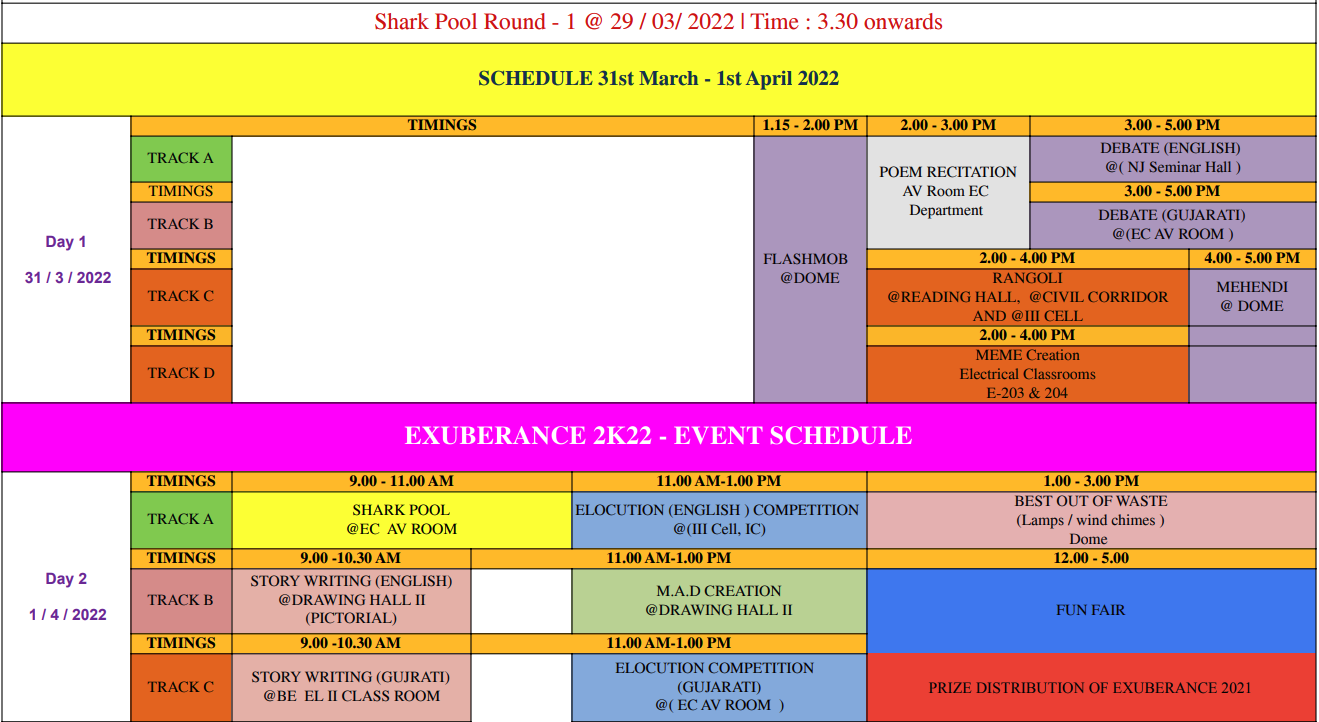 Shark Pool Round - 1 @ 29 / 03/ 2022 | Time : 3.30 onwards
SCHEDULE 31st March - 1st April 2022
Day 1
31 / 3 / 2022
TIMINGS
1.15 - 2.00 PM
2.00 - 3.00 PM
3.00 - 5.00 PM
TRACK A
FLASHMOB
@DOME
POEM RECITATION
AV Room EC
Department
DEBATE (ENGLISH)
@( NJ Seminar Hall )
TIMINGS
3.00 - 5.00 PM
TRACK B
DEBATE (GUJARATI)
@(EC AV ROOM )
TIMINGS
2.00 - 4.00 PM
4.00 - 5.00 PM
TRACK C
RANGOLI
@READING HALL, @CIVIL CORRIDOR
AND @III CELL
MEHENDI
@ DOME
TIMINGS
2.00 - 4.00 PM
TRACK D
MEME Creation
Electrical Classrooms
E-203 & 204
EXUBERANCE 2K22 - EVENT SCHEDULE
Day 2
1 / 4 / 2022
TIMINGS
9.00 - 11.00 AM
11.00 AM-1.00 PM
1.00 - 3.00 PM
TRACK A
SHARK POOL
@EC AV ROOM
ELOCUTION (ENGLISH ) COMPETITION
@(III Cell, IC)
BEST OUT OF WASTE
(Lamps / wind chimes )
Dome
TIMINGS
9.00 -10.30 AM
11.00 AM-1.00 PM
12.00 - 5.00
TRACK B
STORY WRITING (ENGLISH)
@DRAWING HALL II
(PICTORIAL)
M.A.D CREATION
@DRAWING HALL II
FUN FAIR
TIMINGS
9.00 -10.30 AM
11.00 AM-1.00 PM
TRACK C
STORY WRITING (GUJRATI)
@BE EL II CLASS ROOM
ELOCUTION COMPETITION
(GUJARATI)
@( EC AV ROOM )
PRIZE DISTRIBUTION OF EXUBERANCE 2021